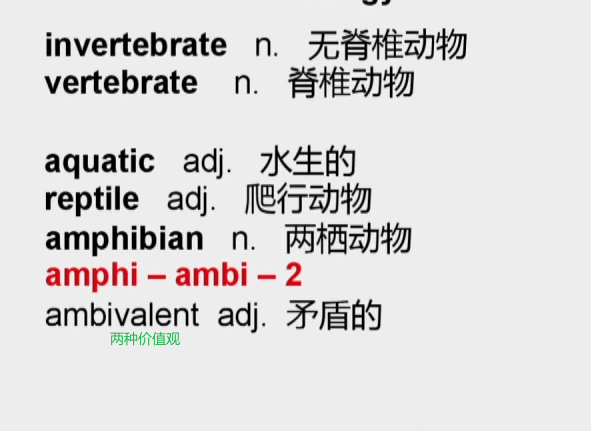 invertebrate n. 无脊椎动物
vertebrate n. 脊椎动物
aquatic adj. 水生的
reptile adj. 爬行动物
amphibian n. 两栖动物
amphi – ambi – 2
ambivalent adj. 矛盾的
两种价值观